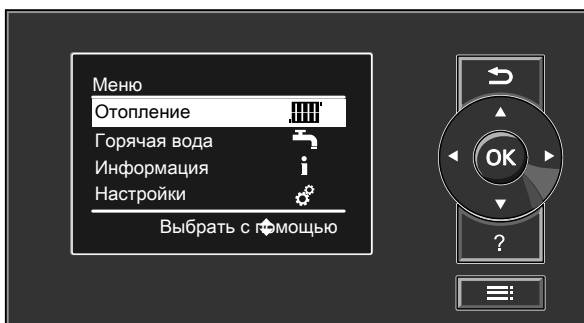 Меню
Отопление
Горячая вода
Информация
Настройки
Выбрать с помощью
OK
?